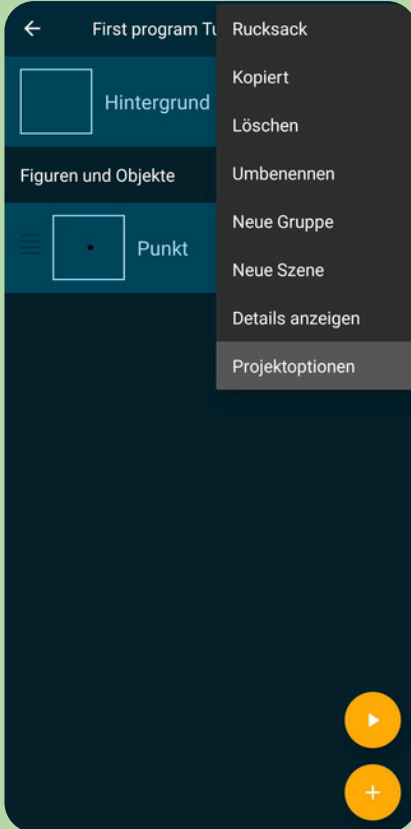 First program Tu
Rucksack
Kopiert
Hintergrund
Löschen
Figuren und Objekte
Umbenennen
Neue Gruppe
Punkt
Neue Szene
Details anzeigen
Projektoptionen